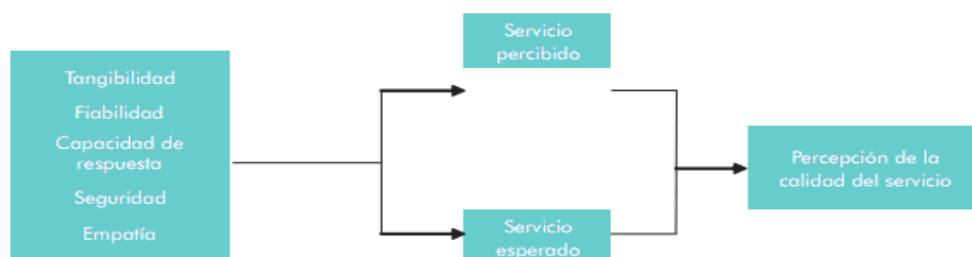 Tangibilidad
Fiabilidad
Capacidad de
respuesta
Seguridad
Empatía
Servicio
percibido
Servicio
esperado
Percepción de la
calidad del servicio